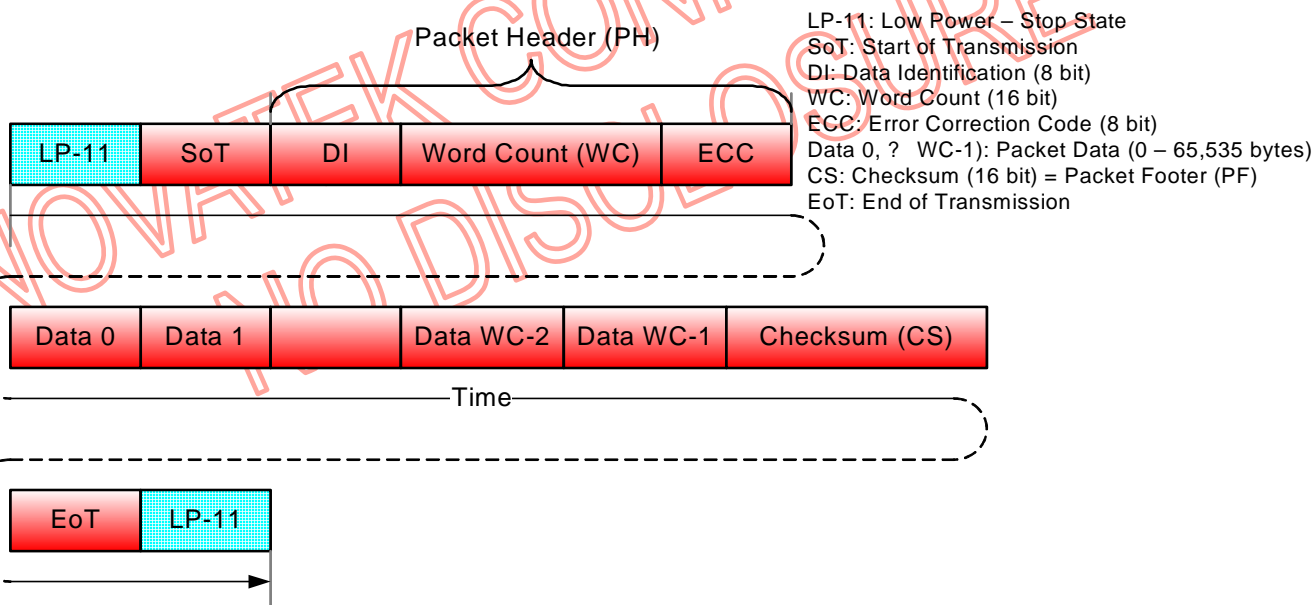 Packet Header (PH)
LP-11: Low Power – Stop State
SoT: Start of Transmission
DI: Data Identification (8 bit)
WC: Word Count (16 bit)
ECC: Error Correction Code (8 bit)
Data 0, ? WC-1): Packet Data (0 – 65,535 bytes)
CS: Checksum (16 bit) = Packet Footer (PF)
EoT: End of Transmission
LP-11 SoT DI Word Count (WC) ECC
Data 0 Data 1 Data WC-2 Data WC-1 Checksum (CS)
Time
EoT LP-11
NOVATEK
NO DISULOSURE